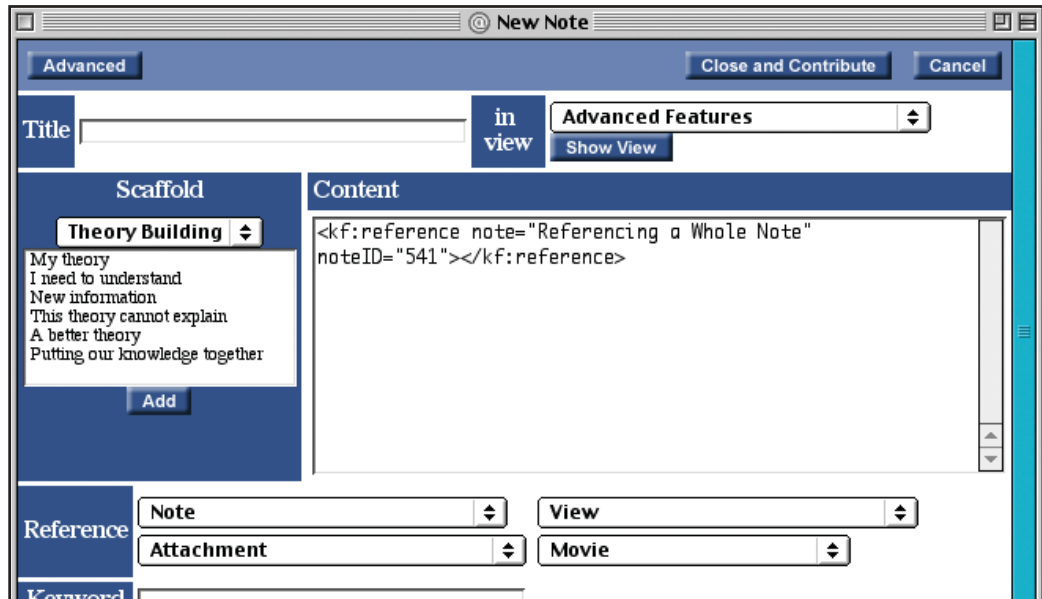 New Note
Advanced
Close and Contribute
Cancel
Title
in view
Advanced Features
Show View
Scaffold
Content
Theory Building
My theory
I need to understand
New information
This theory cannot explain
A better theory
Putting our knowledge together
Add
<kf:reference note="Referencing a Whole Note"
noteID="541"></kf:reference>
Reference
Note
View
Attachment
Movie
Keyword